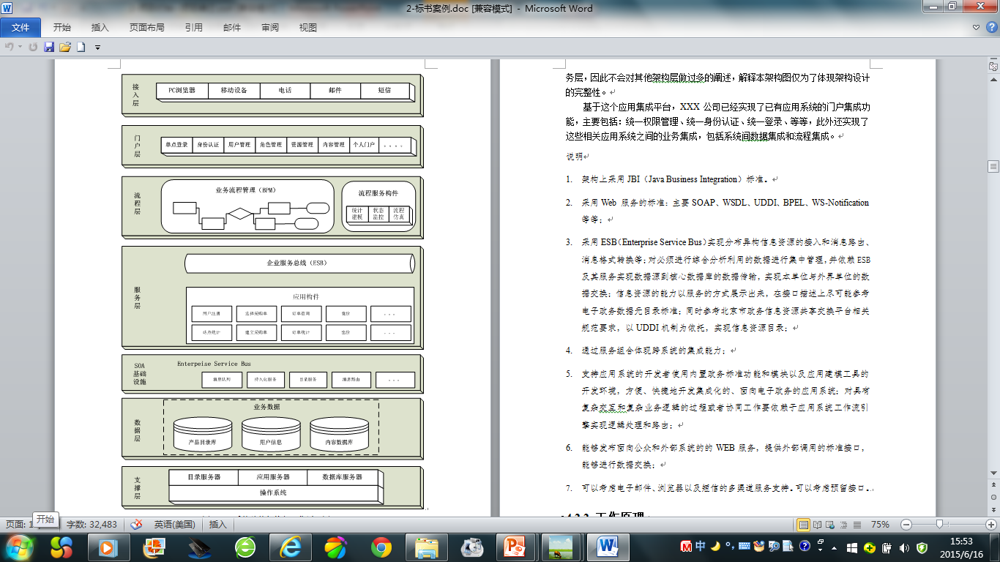 2-标书案例.doc [兼容模式] - Microsoft Word
文件 开始 插入 页面布局 引用 邮件 审阅 视图
接入层
PC浏览器 移动设备 电话 邮件 短信
门户层
单点登录 身份认证 用户管理 角色管理 资源管理 内容管理 个人门户 。。。。
流程层
业务流程管理（BPM）
流程服务构件
统计建模 状态监控 流程仿真
服务层
企业服务总线（ESB）
应用构件
用户注册 选择采购单 订单查询 竞价 。。。
站点统计 建立采购单 订单统计 出价 。。。
SOA基础设施
Enterpeise Service Bus
消息队列 持久化服务 目录服务 消息路由 。。。
数据层
业务数据
产品目录库 用户信息 内容数据库
支撑层
目录服务器 应用服务器 数据库服务器
操作系统
务层，因此不会对其他架构层做过多的阐述，解释本架构图仅为了体现架构设计
的完整性。
基于这个应用集成平台，XXX 公司已经实现了已有应用系统的门户集成功
能，主要包括：统一权限管理、统一身份认证、统一登录、等等，此外还实现了
这些相关应用系统之间的业务集成，包括系统间数据集成和流程集成。
说明
1. 架构上采用 JBI（Java Business Integration）标准。
2. 采用 Web 服务的标准：主要 SOAP、WSDL、UDDI、BPEL、WS-Notification
等等；
3. 采用 ESB（Enterprise Service Bus）实现分布异构信息资源的接入和消息路由、
消息格式转换等；对必须进行综合分析利用的数据进行集中管理，并依赖 ESB
及其服务实现数据源到核心数据库的数据传输，实现本单位与外界单位的数
据交换；信息资源的能力以服务的方式展示出来，在接口描述上尽可能参考
电子政务数据元目录标准；同时参考北京市政务信息资源共享交换平台相关
规范要求，以 UDDI 机制为依托，实现信息资源目录；
4. 通过服务组合体现跨系统的集成能力；
5. 支持应用系统的开发者使用内置政务标准功能和模块以及应用建模工具的
开发环境，方便、快捷地开发集成化的、面向电子政务的应用系统；对具有
复杂交互和复杂业务逻辑的过程或者协同工作要依赖于应用系统工作流引
擎实现逻辑处理和路由；
6. 能够发布面向公众和外部系统的的 WEB 服务，提供外部调用的标准接口，
能够进行数据交换；
7. 可以考虑电子邮件、浏览器以及短信的多渠道服务支持。可以考虑预留接口。
4.2.2 工作原理
页面: 1 开始 字数: 32,483 英语(美国) 插入 75%
中
15:53
2015/6/16